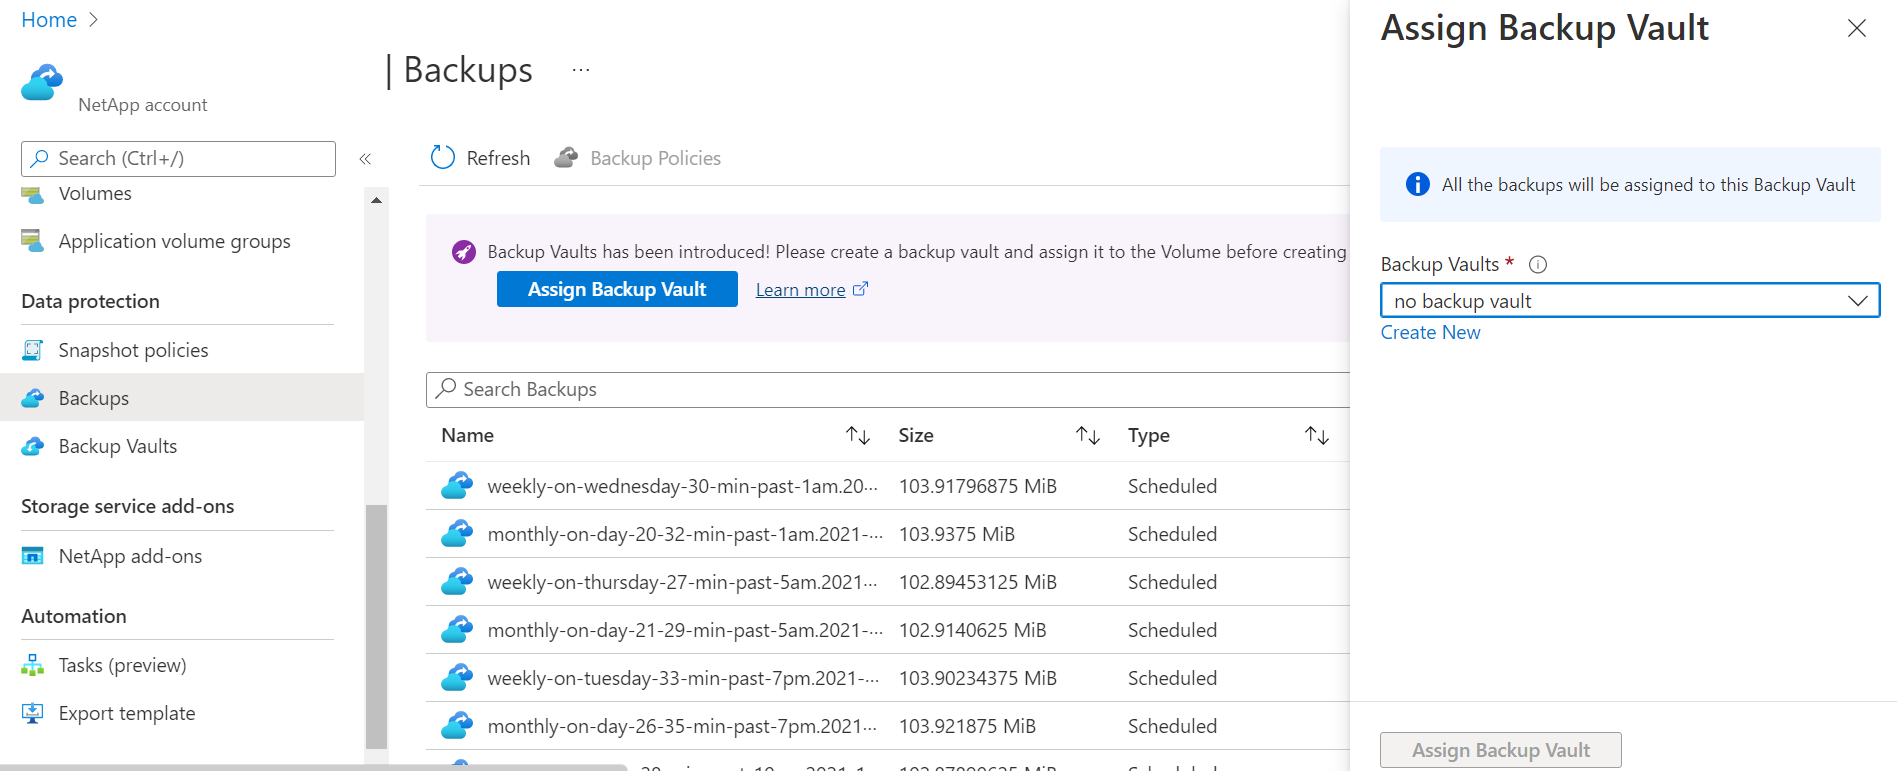 Home >
NetApp account
Search (Ctrl+/)
«
Volumes
Application volume groups
Data protection
Snapshot policies
Backups
Backup Vaults
Storage service add-ons
NetApp add-ons
Automation
Tasks (preview)
Export template
| Backups ...
Refresh Backup Policies
Backup Vaults has been introduced! Please create a backup vault and assign it to the Volume before creating
Assign Backup Vault Learn more
Search Backups
Name Size Type
weekly-on-wednesday-30-min-past-1am.20... 103.91796875 MiB Scheduled
monthly-on-day-20-32-min-past-1am.2021-... 103.9375 MiB Scheduled
weekly-on-thursday-27-min-past-5am.2021... 102.89453125 MiB Scheduled
monthly-on-day-21-29-min-past-5am.2021-... 102.9140625 MiB Scheduled
weekly-on-tuesday-33-min-past-7pm.2021-... 103.90234375 MiB Scheduled
monthly-on-day-26-35-min-past-7pm.2021... 103.921875 MiB Scheduled
Assign Backup Vault
All the backups will be assigned to this Backup Vault
Backup Vaults *
no backup vault
Create New
Assign Backup Vault